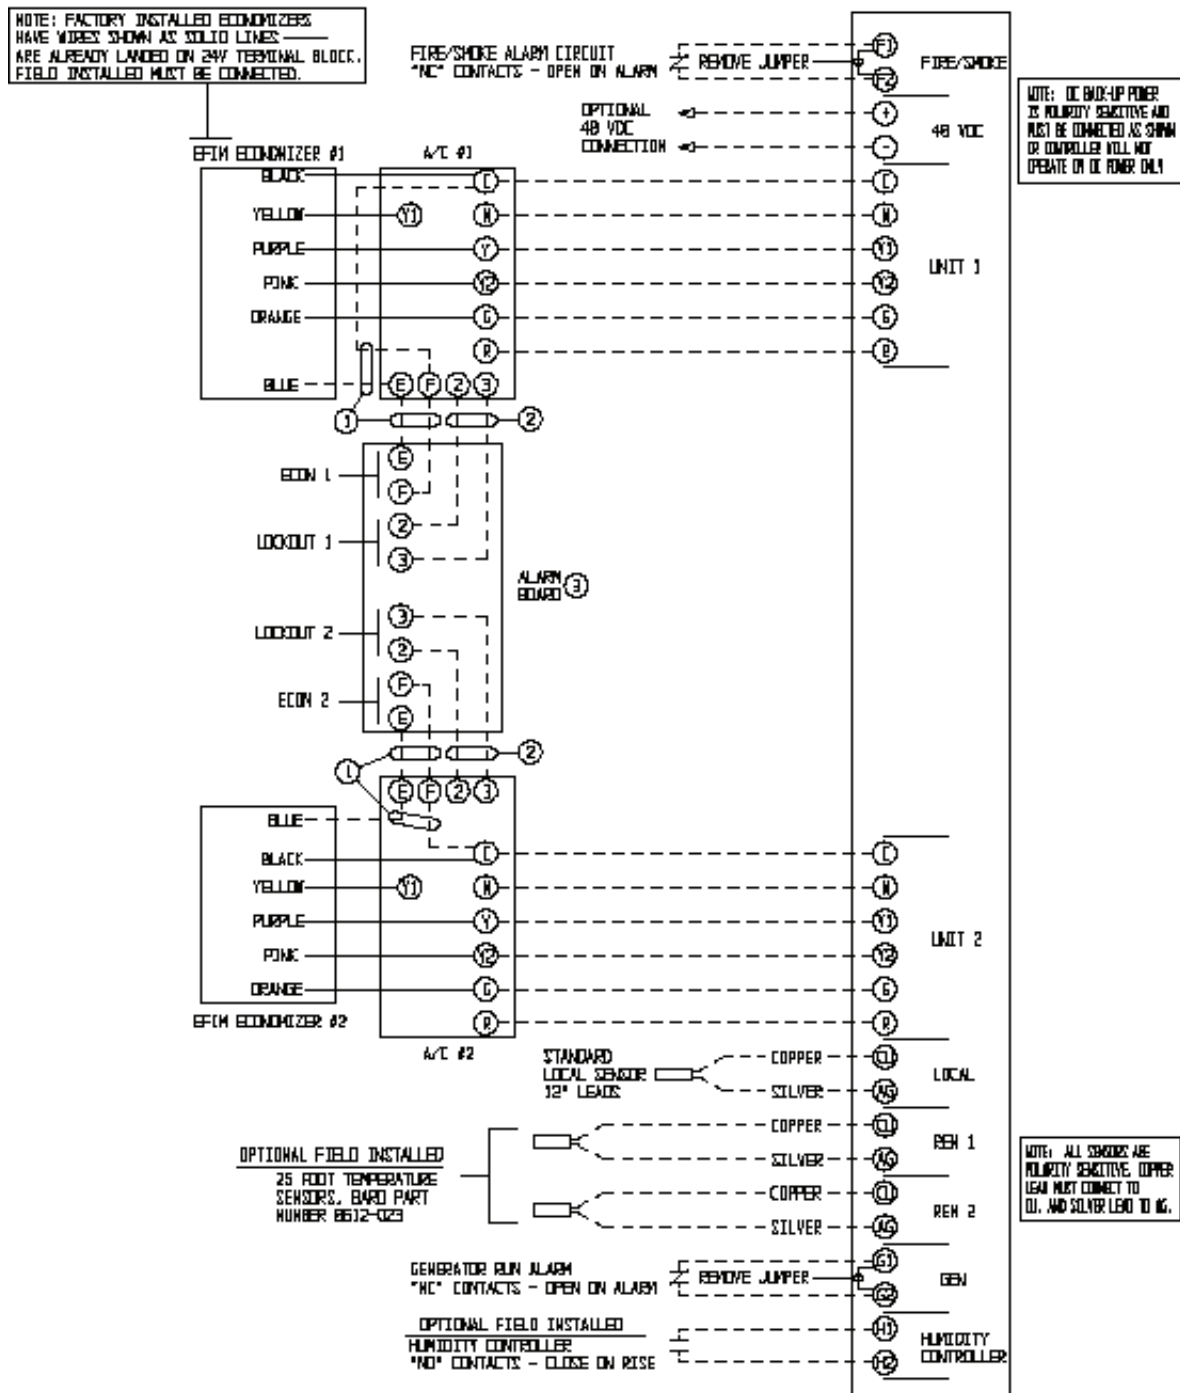 NOTE: FACTORY INSTALLED ECONOMIZERS
HAVE WIRES SHOWN AS SOLID LINES
ARE ALREADY LANDED ON 24V TERMINAL BLOCK.
FIELD INSTALLED MUST BE CONNECTED.
FIRE/SMOKE ALARM CIRCUIT
"NC" CONTACTS - OPEN ON ALARM
REMOVE JUMPER
F1
F2
FIRE/SMOKE
OPTIONAL
48 VDC
CONNECTION
+
-
48 VDC
NOTE: DC BACK-UP POWER
IS POLARITY SENSITIVE AND
MUST BE CONNECTED AS SHOWN
OR CONTROLLER WILL NOT
OPERATE ON DC POWER ONLY
EFIM ECONOMIZER #1
A/C #1
BLACK
C
C
YELLOW
Y1
W
W
PURPLE
Y
Y1
UNIT 1
PINK
Y2
Y2
ORANGE
G
G
R
R
BLUE
E
F
2
3
1
2
ECON 1
E
F
LOCKOUT 1
2
3
ALARM
BOARD
3
LOCKOUT 2
3
2
ECON 2
F
E
1
2
E
F
2
3
BLUE
BLACK
C
C
YELLOW
Y1
W
W
PURPLE
Y
Y1
UNIT 2
PINK
Y2
Y2
ORANGE
G
G
R
R
EFIM ECONOMIZER #2
A/C #2
STANDARD
LOCAL SENSOR
12" LEADS
COPPER
CU
SILVER
AG
LOCAL
OPTIONAL FIELD INSTALLED
25 FOOT TEMPERATURE
SENSORS, BARD PART
NUMBER 8612-023
COPPER
CU
SILVER
AG
REM 1
COPPER
CU
SILVER
AG
REM 2
NOTE: ALL SENSORS ARE
POLARITY SENSITIVE. COPPER
LEAD MUST CONNECT TO
CU. AND SILVER LEAD TO AG.
GENERATOR RUN ALARM
"NC" CONTACTS - OPEN ON ALARM
REMOVE JUMPER
G1
G2
GEN
OPTIONAL FIELD INSTALLED
HUMIDITY CONTROLLER
"NO" CONTACTS - CLOSE ON RISE
H1
H2
HUMIDITY
CONTROLLER